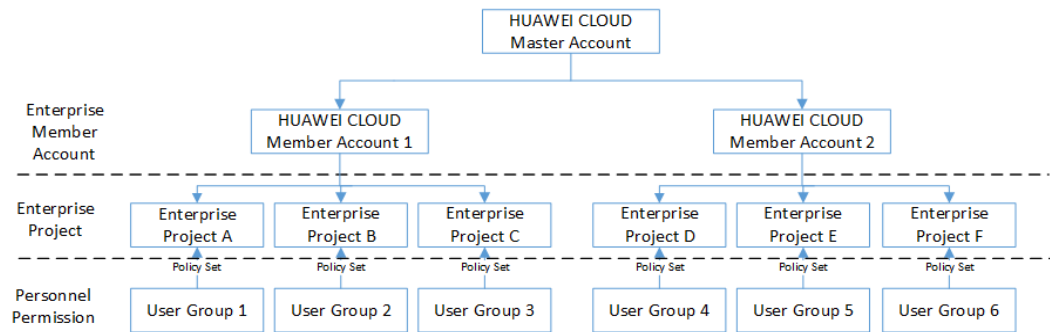 HUAWEI CLOUD
Master Account
Enterprise
Member
Account
HUAWEI CLOUD
Member Account 1
HUAWEI CLOUD
Member Account 2
Enterprise
Project
Enterprise
Project A
Enterprise
Project B
Enterprise
Project C
Enterprise
Project D
Enterprise
Project E
Enterprise
Project F
Policy Set
Policy Set
Policy Set
Policy Set
Policy Set
Policy Set
Personnel
Permission
User Group 1
User Group 2
User Group 3
User Group 4
User Group 5
User Group 6